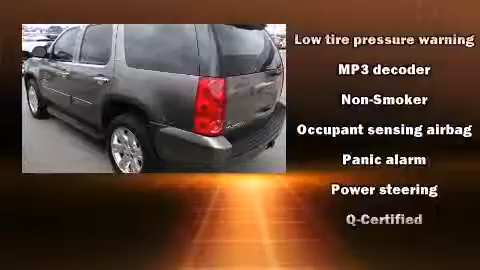 Low tire pressure warning
MP3 decoder
Non-Smoker
Occupant sensing airbag
Panic alarm
Power steering
Q-Certified